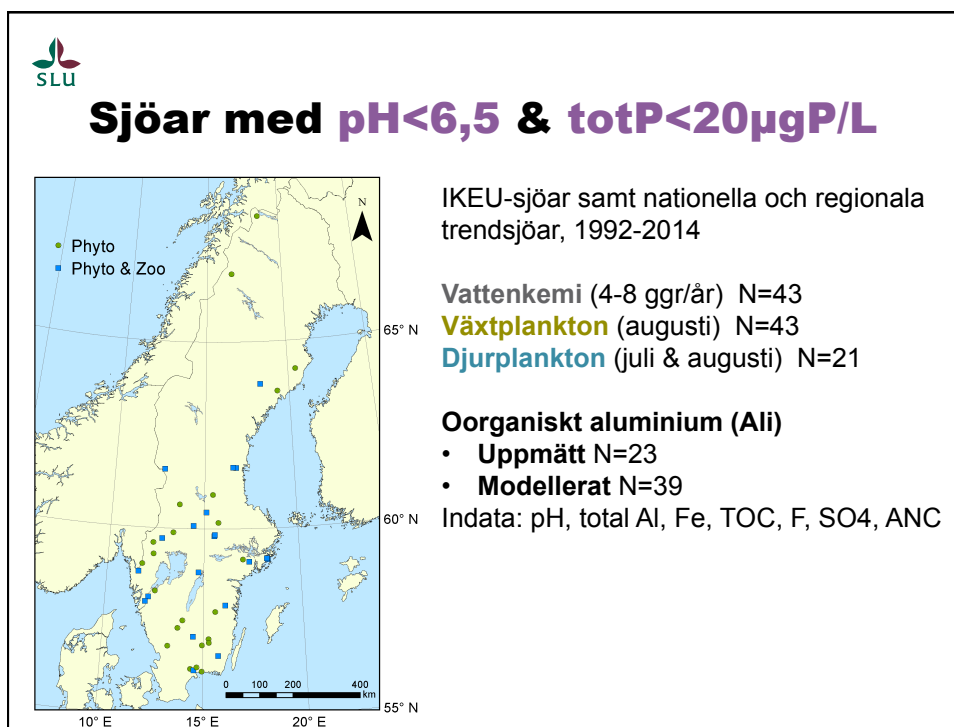 SLU
Sjöar med pH<6,5 & totP<20µgP/L
N
Phyto
Phyto & Zoo
65° N
60° N
55° N
0 100 200 400
km
10° E 15° E 20° E
IKEU-sjöar samt nationella och regionala
trendsjöar, 1992-2014
Vattenkemi (4-8 ggr/år) N=43
Växtplankton (augusti) N=43
Djurplankton (juli & augusti) N=21
Oorganiskt aluminium (Ali)
• Uppmätt N=23
• Modellerat N=39
Indata: pH, total Al, Fe, TOC, F, SO4, ANC